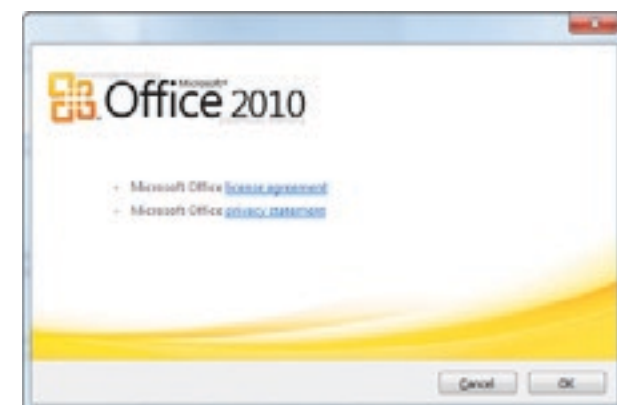 Microsoft®
Office 2010
- Microsoft Office license agreement
- Microsoft Office privacy statement
Cancel OK